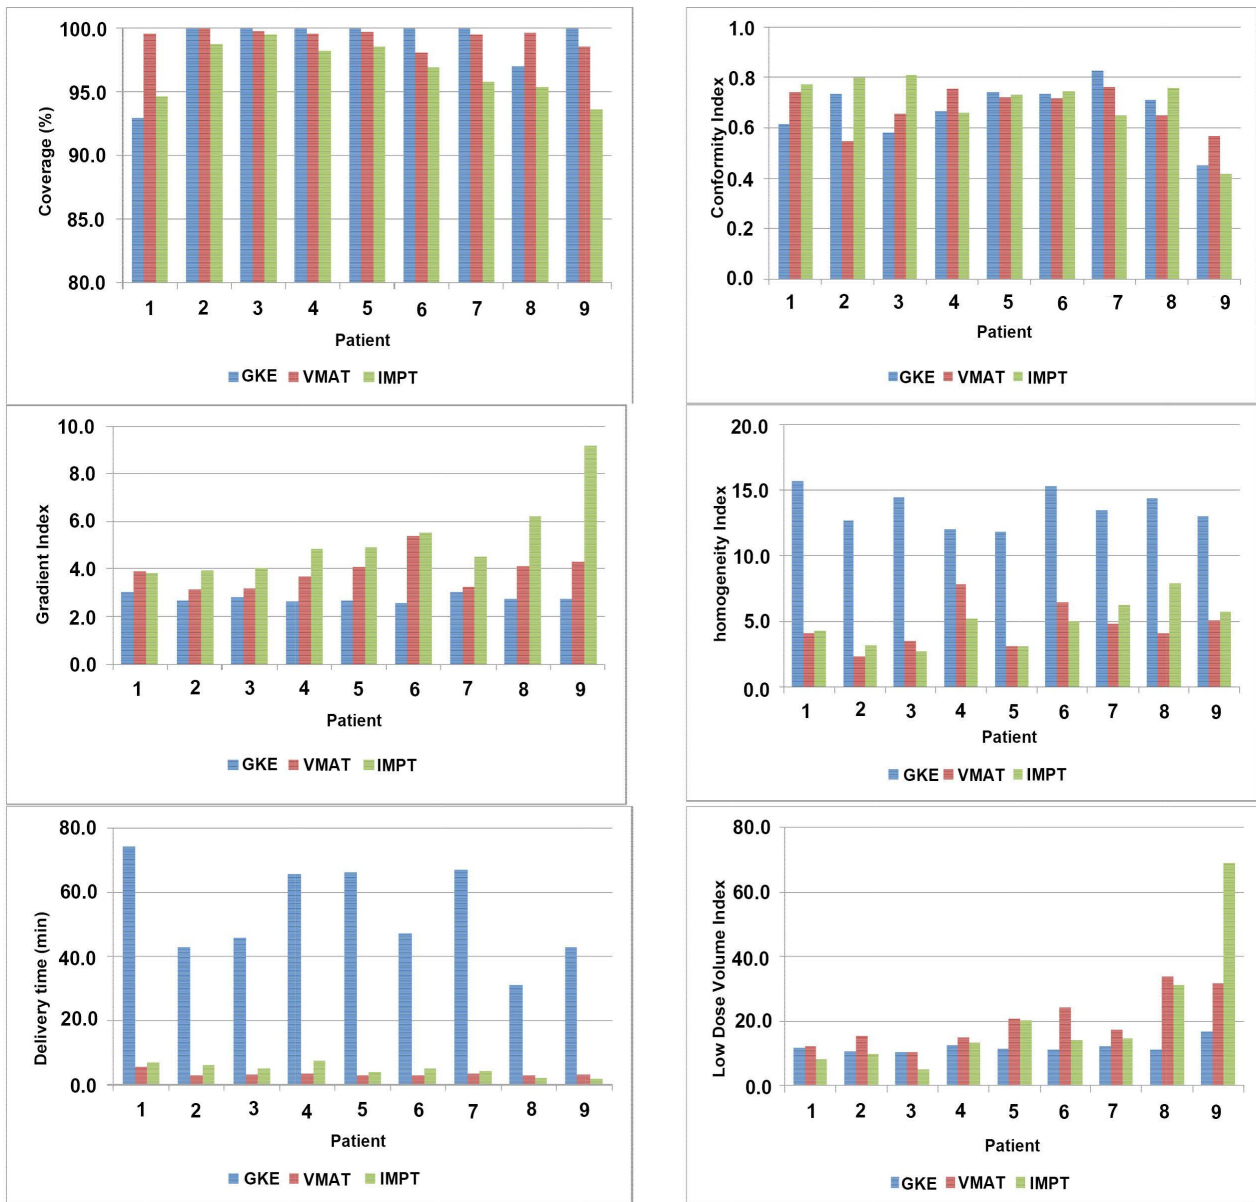 100.0
95.0
90.0
85.0
80.0
Coverage (%)
1 2 3 4 5 6 7 8 9
Patient
GKE VMAT IMPT
1.0
0.8
0.6
0.4
0.2
0.0
Conformity Index
1 2 3 4 5 6 7 8 9
Patient
GKE VMAT IMPT
10.0
8.0
6.0
4.0
2.0
0.0
Gradient Index
1 2 3 4 5 6 7 8 9
Patient
GKE VMAT IMPT
20.0
15.0
10.0
5.0
0.0
homogeneity Index
1 2 3 4 5 6 7 8 9
Patient
GKE VMAT IMPT
80.0
60.0
40.0
20.0
0.0
Delivery time (min)
1 2 3 4 5 6 7 8 9
Patient
GKE VMAT IMPT
80.0
60.0
40.0
20.0
0.0
Low Dose Volume Index
1 2 3 4 5 6 7 8 9
Patient
GKE VMAT IMPT